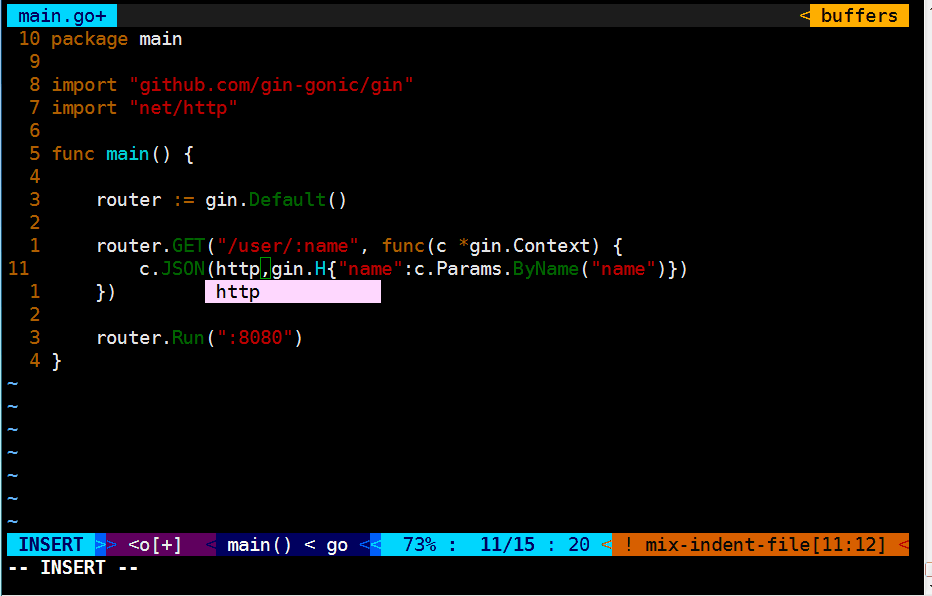 main.go+ < buffers
10 package main
9
8 import "github.com/gin-gonic/gin"
7 import "net/http"
6
5 func main() {
4
3 router := gin.Default()
2
1 router.GET("/user/:name", func(c *gin.Context) {
11 c.JSON(http,gin.H{"name":c.Params.ByName("name")})
1 })
http
2
3 router.Run(":8080")
4 }
~
~
~
~
~
~
~
INSERT >> <o[+] < main() < go << 73% : 11/15 : 20 < ! mix-indent-file[11:12] <
-- INSERT --